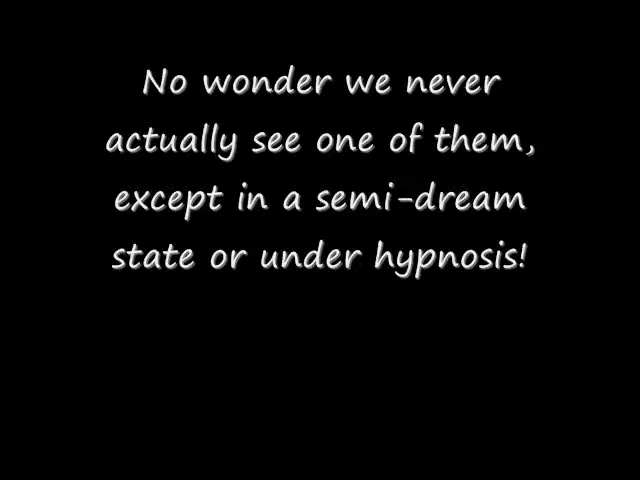 No wonder we never
actually see one of them,
except in a semi-dream
state or under hypnosis!